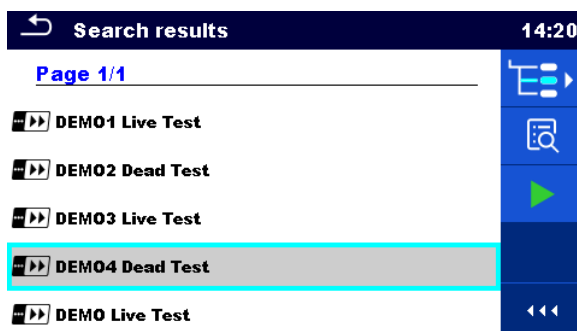 Search results
14:20
Page 1/1
DEMO1 Live Test
DEMO2 Dead Test
DEMO3 Live Test
DEMO4 Dead Test
DEMO Live Test